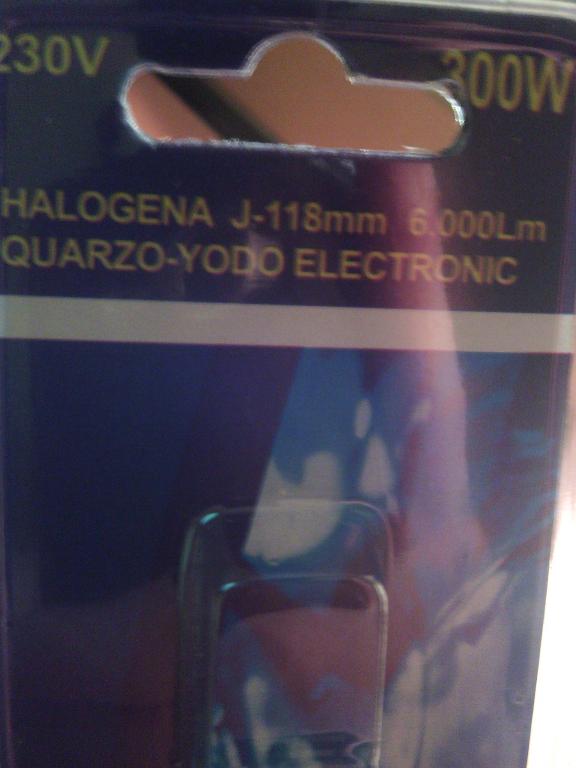 230V 300W
HALOGENA J-118mm 6.000Lm
QUARZO-YODO ELECTRONIC